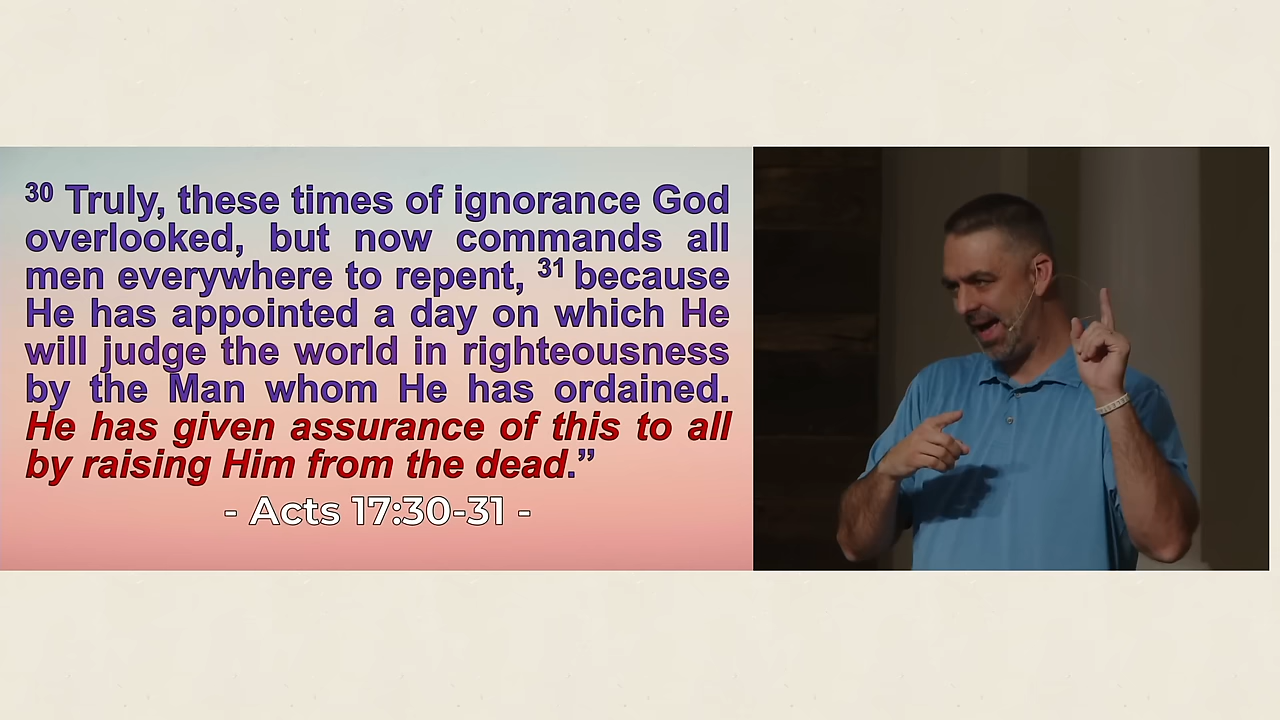 30 Truly, these times of ignorance God
overlooked, but now commands all
men everywhere to repent, 31 because
He has appointed a day on which He
will judge the world in righteousness
by the Man whom He has ordained.
He has given assurance of this to all
by raising Him from the dead.”
- Acts 17:30-31 -